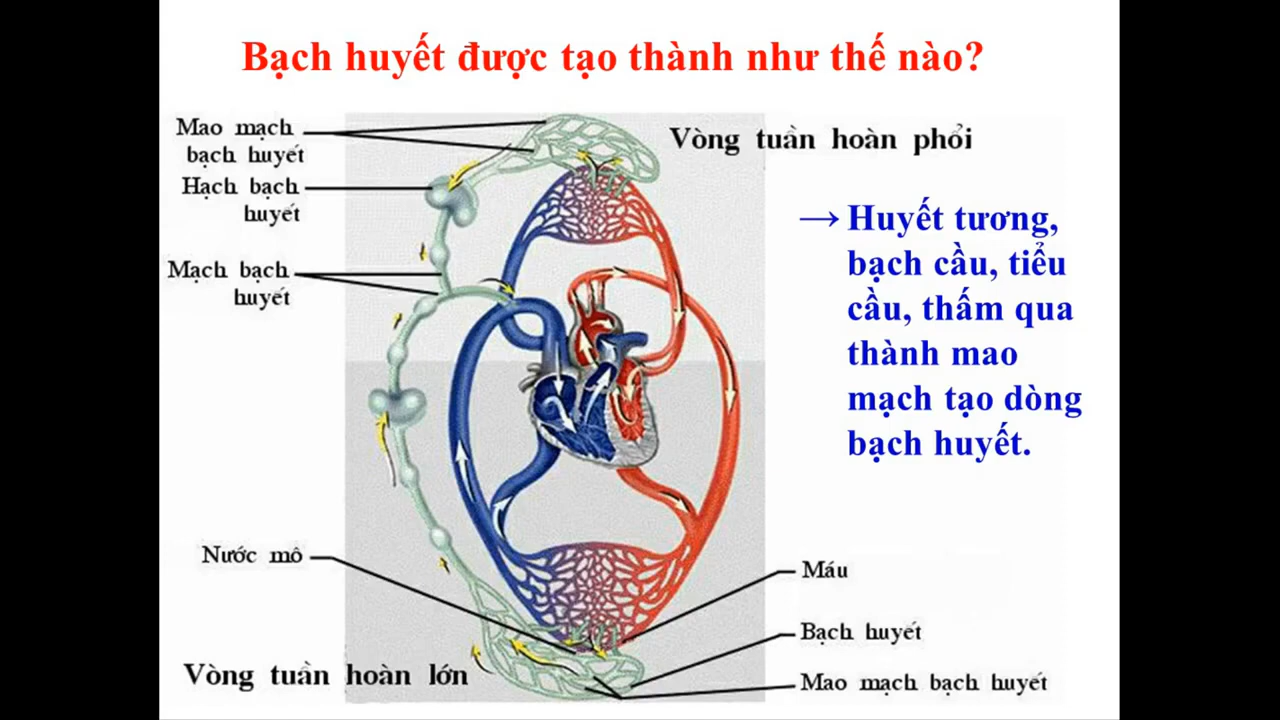 Bạch huyết được tạo thành như thế nào?
Mao mạch
bạch huyết
Vòng tuần hoàn phổi
Hạch bạch
huyết
→ Huyết tương,
bạch cầu, tiểu
cầu, thấm qua
thành mao
mạch tạo dòng
bạch huyết.
Mạch bạch
huyết
Nước mô
Máu
Bạch huyết
Vòng tuần hoàn lớn
Mao mạch bạch huyết